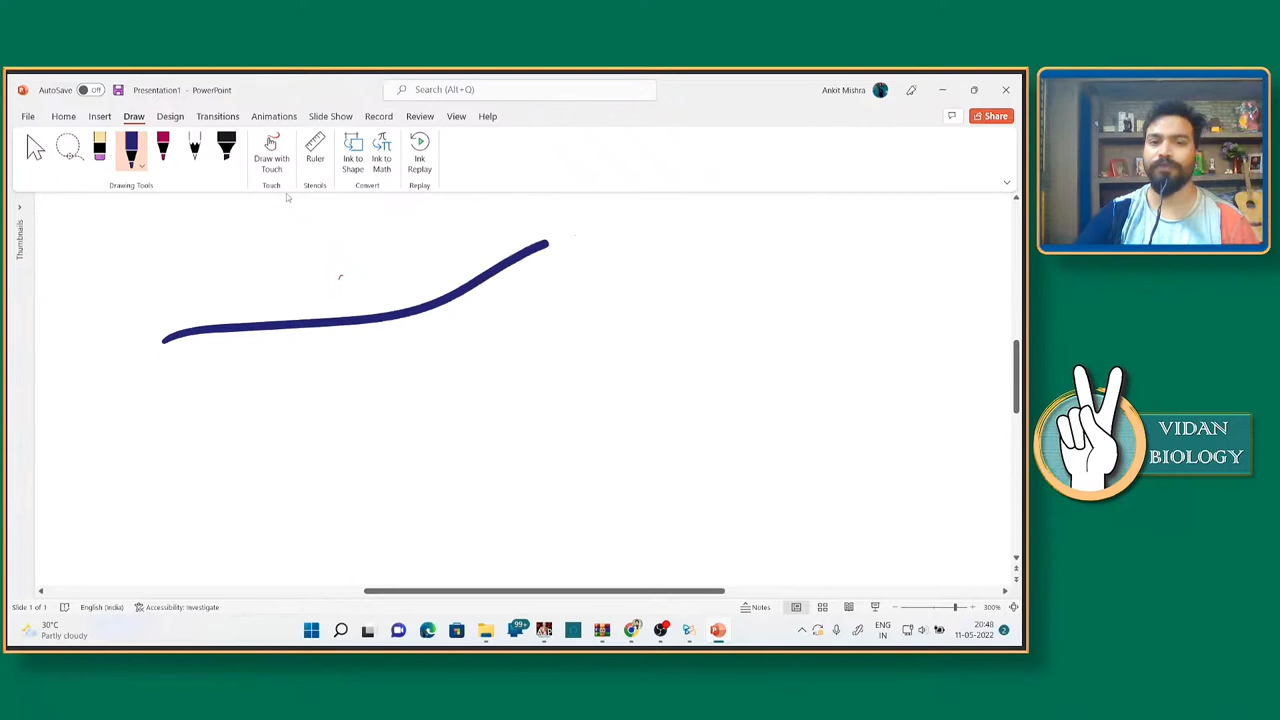 AutoSave Off Presentation1 - PowerPoint Search (Alt+Q) Ankit Mishra
File Home Insert Draw Design Transitions Animations Slide Show Record Review View Help Share
Draw with Touch
Ruler
Ink to Shape
Ink to Math
Ink Replay
Drawing Tools Touch Stencils Convert Replay
Thumbnails
VIDAN
BIOLOGY
Slide 1 of 1 English (India) Accessibility: Investigate Notes 300%
30°C
Partly cloudy
99+
ENG
IN
20:48
11-05-2022
2